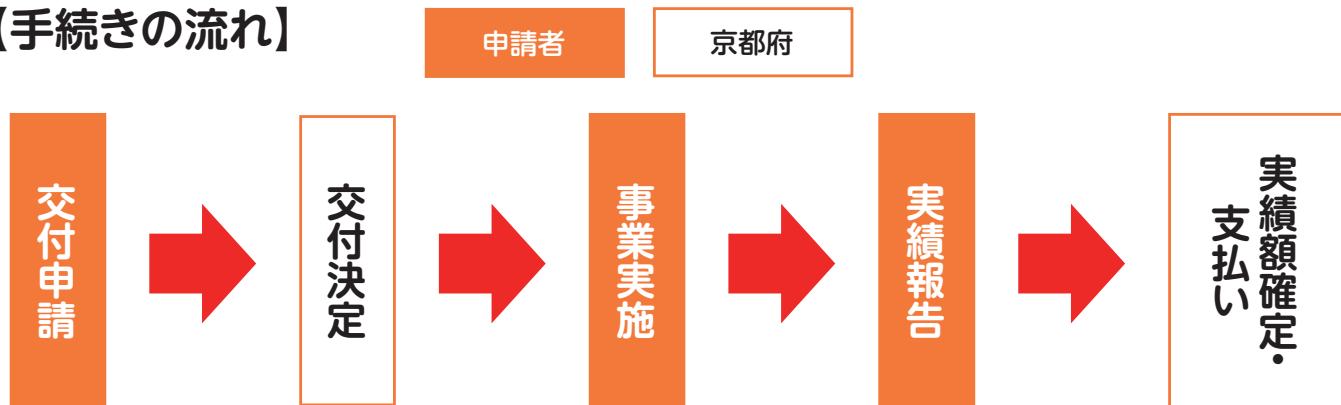 【手続きの流れ】
申請者
京都府
交付申請
交付決定
事業実施
実績報告
実績額確定・
支払い